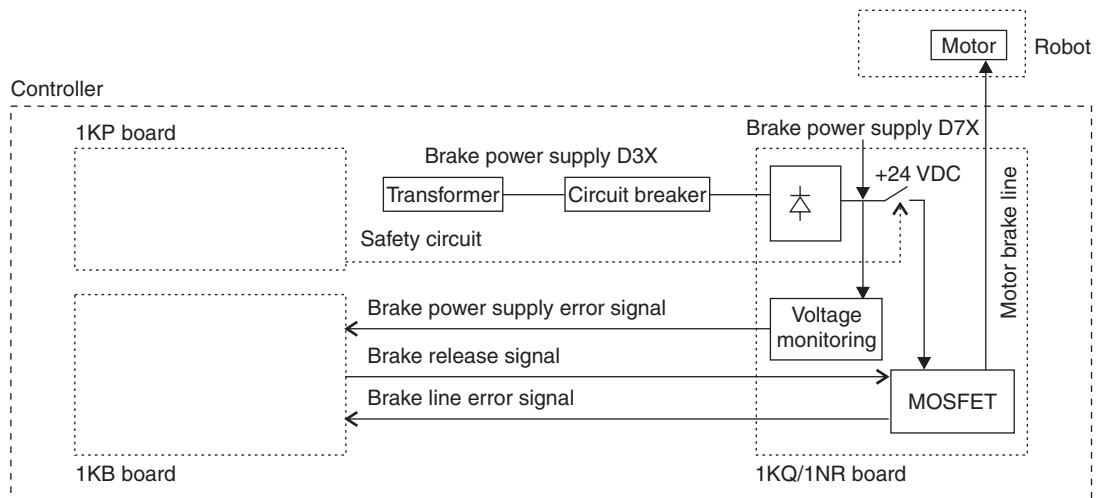 Motor
Robot
Controller
1KP board
Brake power supply D7X
Brake power supply D3X
+24 VDC
Transformer
Circuit breaker
Safety circuit
Motor brake line
Brake power supply error signal
Voltage
monitoring
Brake release signal
Brake line error signal
MOSFET
1KB board
1KQ/1NR board